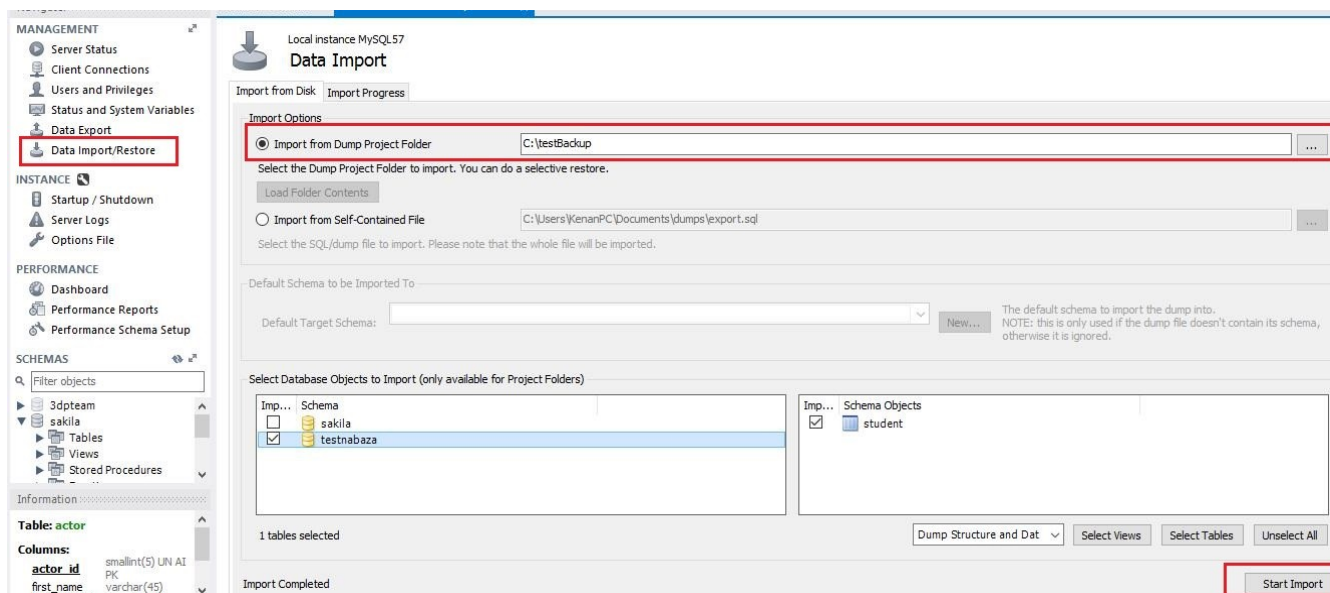 MANAGEMENT
Server Status
Client Connections
Users and Privileges
Status and System Variables
Data Export
Data Import/Restore
INSTANCE
Startup / Shutdown
Server Logs
Options File
PERFORMANCE
Dashboard
Performance Reports
Performance Schema Setup
SCHEMAS
Filter objects
3dpteam
sakila
Tables
Views
Stored Procedures
Information
Table: actor
Columns:
actor_id smallint(5) UN AI
PK
first_name varchar(45)
Local instance MySQL57
Data Import
Import from Disk Import Progress
Import Options
Import from Dump Project Folder C:\testBackup ...
Select the Dump Project Folder to import. You can do a selective restore.
Load Folder Contents
Import from Self-Contained File C:\Users\KenanPC\Documents\dumps\export.sql ...
Select the SQL/dump file to import. Please note that the whole file will be imported.
Default Schema to be Imported To
Default Target Schema: New...
The default schema to import the dump into.
NOTE: this is only used if the dump file doesn't contain its schema,
otherwise it is ignored.
Select Database Objects to Import (only available for Project Folders)
Imp... Schema
sakila
testnabaza
Imp... Schema Objects
student
1 tables selected
Dump Structure and Dat Select Views Select Tables Unselect All
Import Completed
Start Import